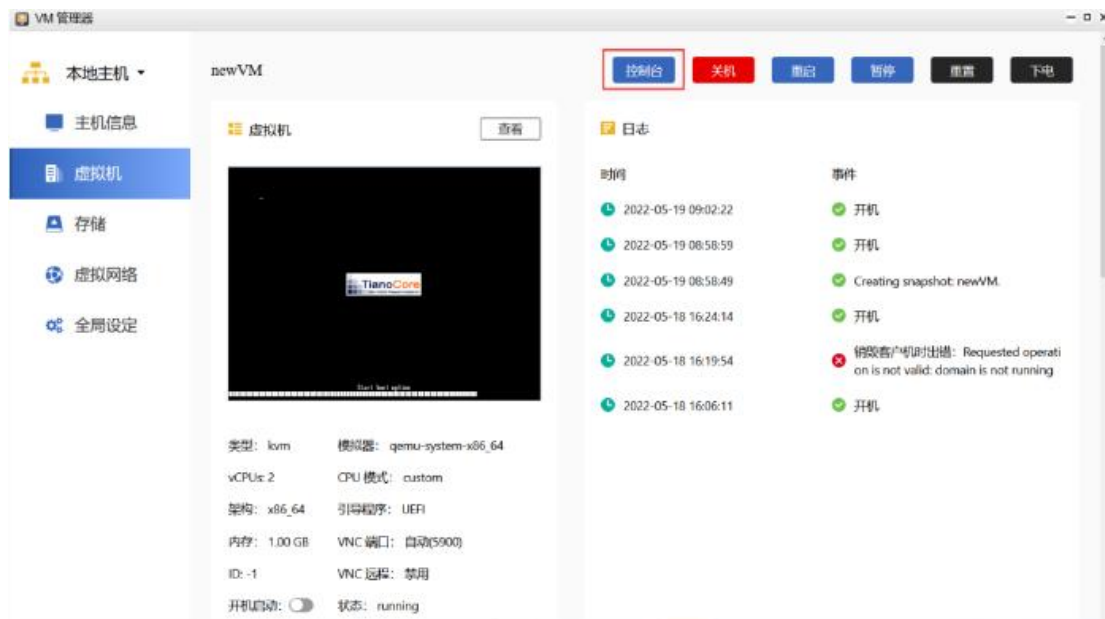 VM 管理器
本地主机
主机信息
虚拟机
存储
虚拟网络
全局设定
newVM
控制台 关机 重启 暂停 重置 下电
虚拟机 查看
TianoCore
Start boot option
类型: kvm 模拟器: qemu-system-x86_64
vCPUs: 2 CPU 模式: custom
架构: x86_64 引导程序: UEFI
内存: 1.00 GB VNC 端口: 自动(5900)
ID: -1 VNC 远程: 禁用
开机启动: 状态: running
日志
时间 事件
2022-05-19 09:02:22 开机
2022-05-19 08:58:59 开机
2022-05-19 08:58:49 Creating snapshot: newVM.
2022-05-18 16:24:14 开机
2022-05-18 16:19:54 销毁客户机时出错: Requested operati
on is not valid: domain is not running
2022-05-18 16:06:11 开机